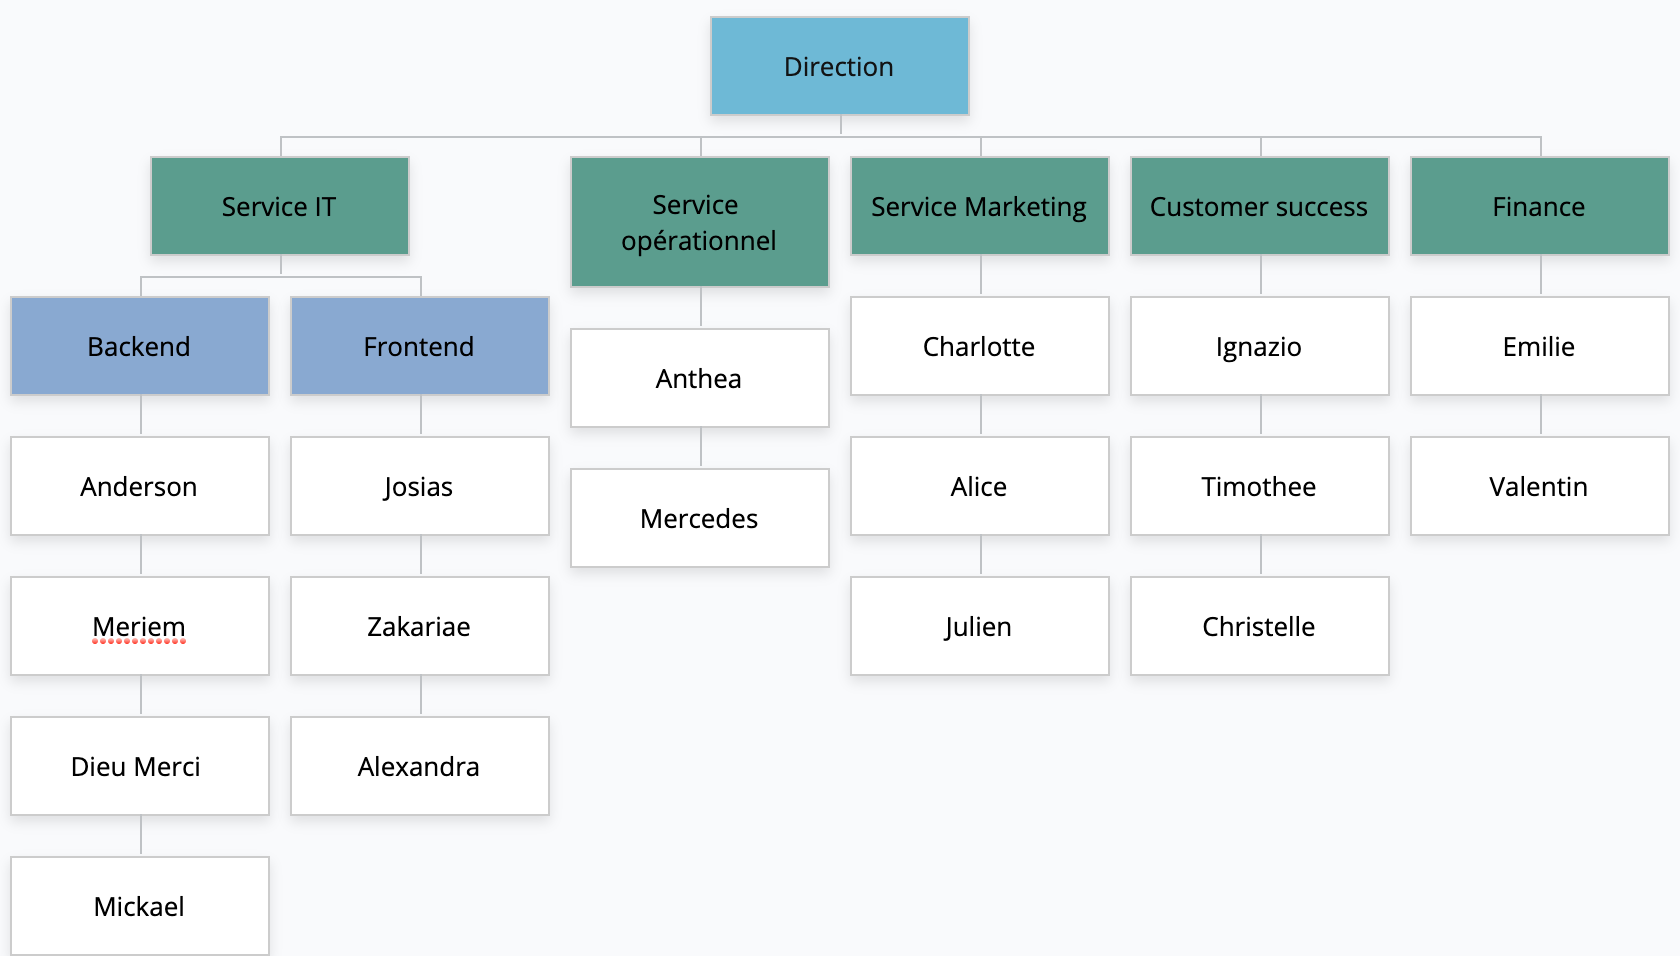 Direction
Service IT
Service
opérationnel
Service Marketing
Customer success
Finance
Backend
Frontend
Charlotte
Ignazio
Emilie
Anthea
Anderson
Josias
Alice
Timothee
Valentin
Mercedes
Meriem
Zakariae
Julien
Christelle
Dieu Merci
Alexandra
Mickael